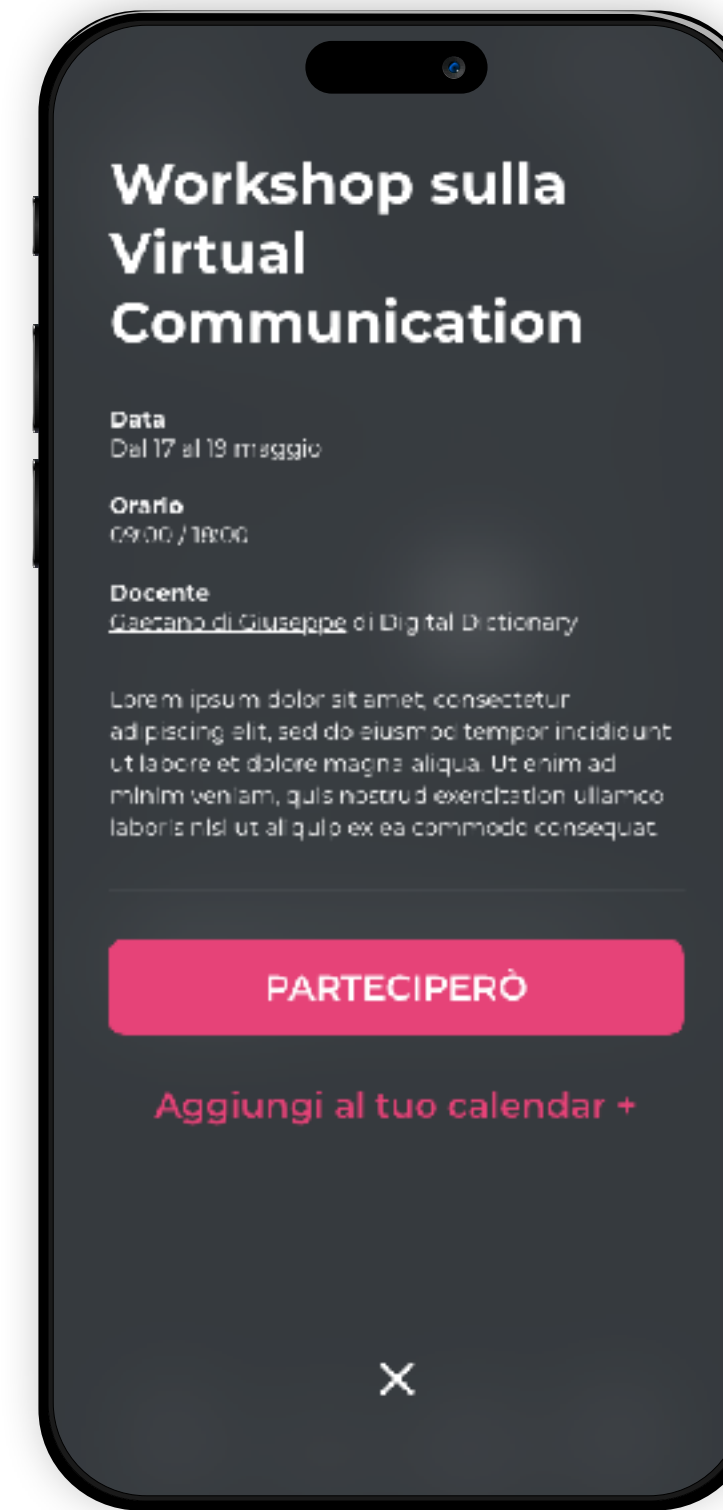 Workshop sulla
Virtual
Communication
Data
Dal 17 al 19 maggio
Orario
09:00 / 18:00
Docente
Gaetano di Giuseppe di Digital Dictionary
Lorem ipsum dolor sit amet, consectetur
adipiscing elit, sed do eiusmod tempor incididunt
ut labore et dolore magna aliqua. Ut enim ad
minim veniam, quis nostrud exercitation ullamco
laboris nisi ut aliquip ex ea commodo consequat.
PARTECIPERÒ
Aggiungi al tuo calendar +